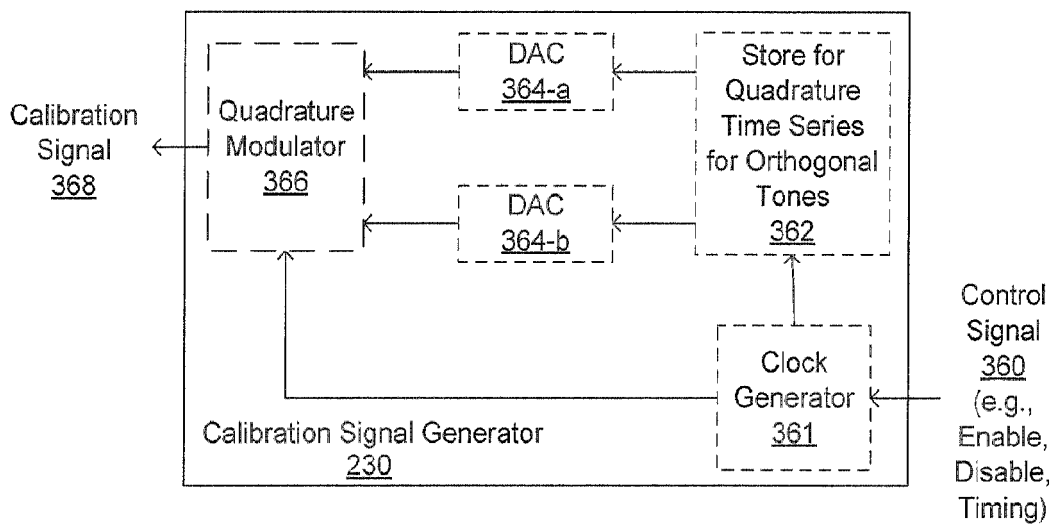 Calibration
Signal
368
Quadrature
Modulator
366
DAC
364-a
DAC
364-b
Store for
Quadrature
Time Series
for Orthogonal
Tones
362
Clock
Generator
361
Control
Signal
360
(e.g.,
Enable,
Disable,
Timing)
Calibration Signal Generator
230